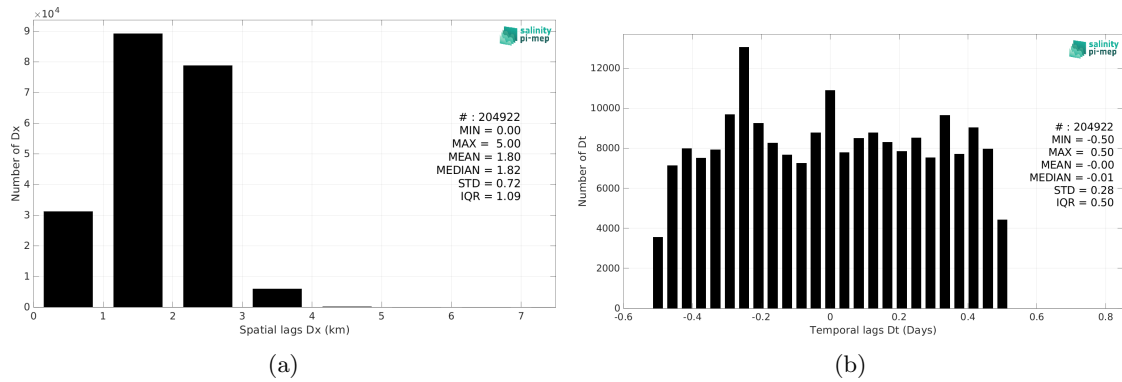 ×10⁴
9
8
7
6
5
4
3
2
1
0
Number of Dx
salinity
pi-mep
# : 204922
MIN = 0.00
MAX = 5.00
MEAN = 1.80
MEDIAN = 1.82
STD = 0.72
IQR = 1.09
0 1 2 3 4 5 6 7
Spatial lags Dx (km)
(a)
12000
10000
8000
6000
4000
2000
0
Number of Dt
salinity
pi-mep
# : 204922
MIN = -0.50
MAX = 0.50
MEAN = -0.00
MEDIAN = -0.01
STD = 0.28
IQR = 0.50
-0.6 -0.4 -0.2 0 0.2 0.4 0.6 0.8
Temporal lags Dt (Days)
(b)